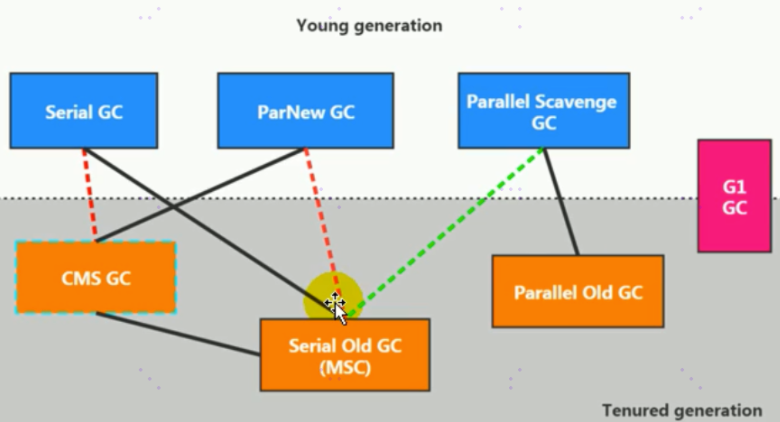 Young generation
Serial GC
ParNew GC
Parallel Scavenge
GC
G1
GC
CMS GC
Parallel Old GC
Serial Old GC
(MSC)
Tenured generation